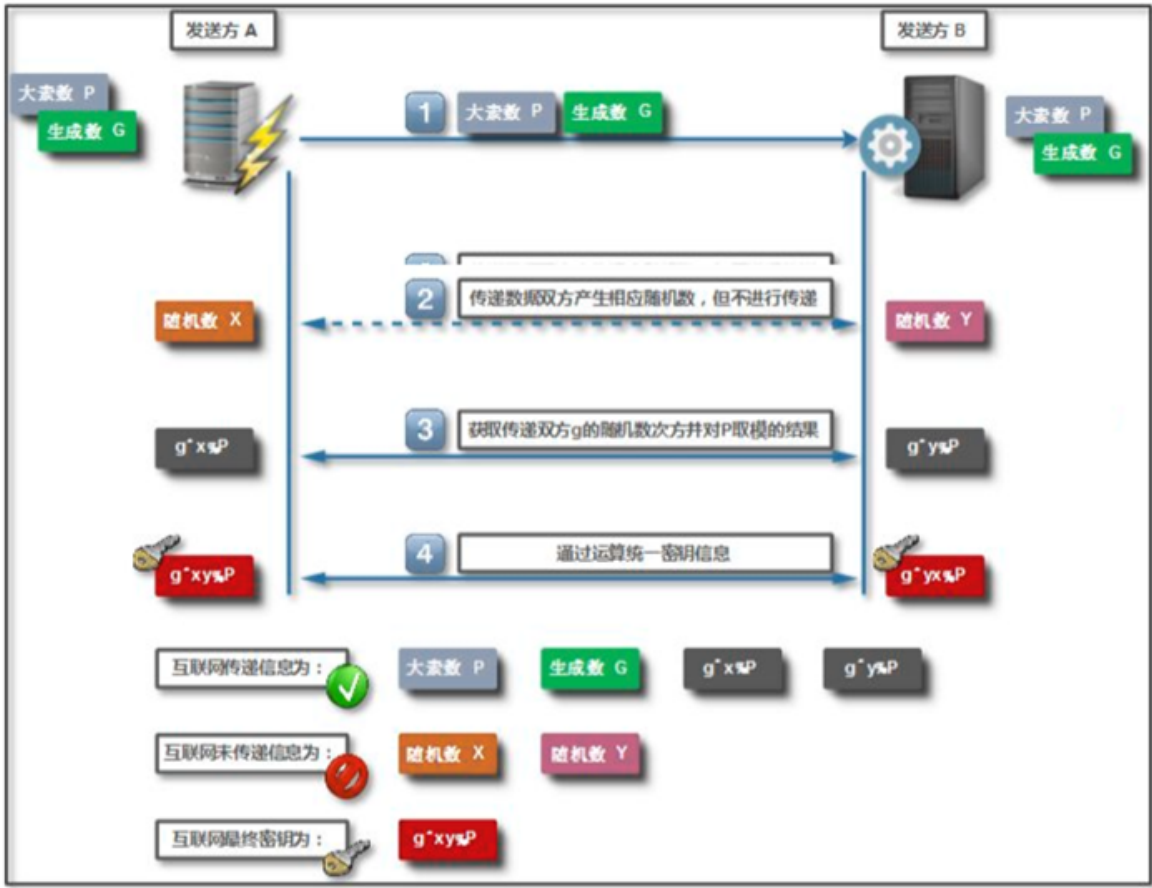 发送方 A
发送方 B
大素数 P
生成数 G
1
大素数 P
生成数 G
大素数 P
生成数 G
2
传递数据双方产生相应随机数，但不进行传递
随机数 X
随机数 Y
3
获取传递双方g的随机数次方并对P取模的结果
g^x%P
g^y%P
4
通过运算统一密钥信息
g^xy%P
g^yx%P
互联网传递信息为：
大素数 P
生成数 G
g^x%P
g^y%P
互联网未传递信息为：
随机数 X
随机数 Y
互联网最终密钥为：
g^xy%P